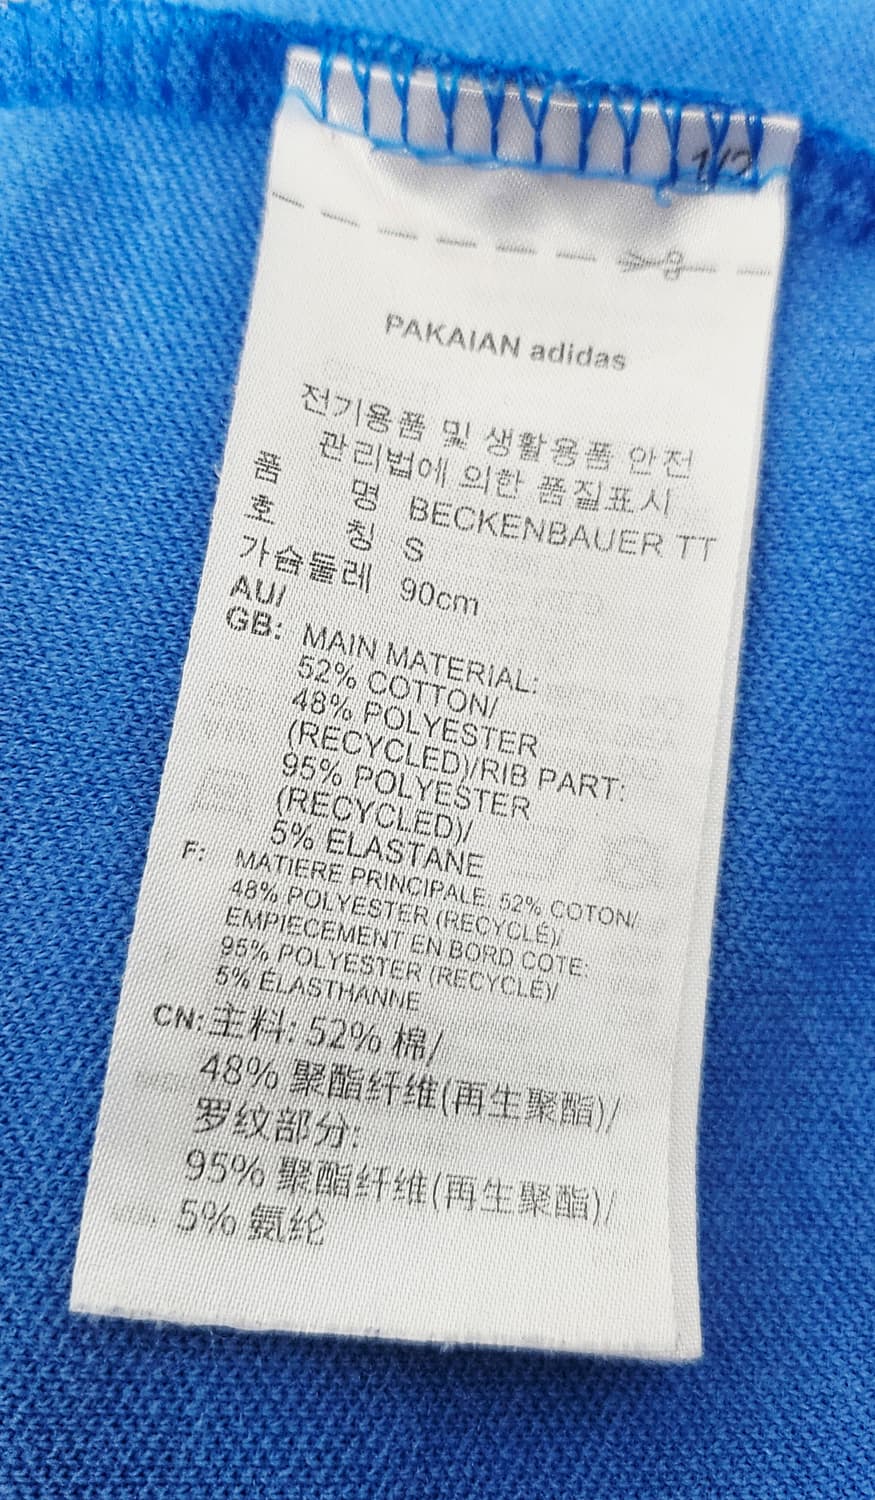 1/2
PAKAIAN adidas
전기용품 및 생활용품 안전
관리법에 의한 품질표시
품 명 BECKENBAUER TT
호 칭 S
가슴둘레 90cm
AU/
GB: MAIN MATERIAL:
52% COTTON/
48% POLYESTER
(RECYCLED)/RIB PART:
95% POLYESTER
(RECYCLED)/
5% ELASTANE
F: MATIERE PRINCIPALE: 52% COTON/
48% POLYESTER (RECYCLÉ)/
EMPIECEMENT EN BORD COTE:
95% POLYESTER (RECYCLÉ)/
5% ÉLASTHANNE
CN: 主料: 52% 棉/
48% 聚酯纤维(再生聚酯)/
罗纹部分:
95% 聚酯纤维(再生聚酯)/
5% 氨纶